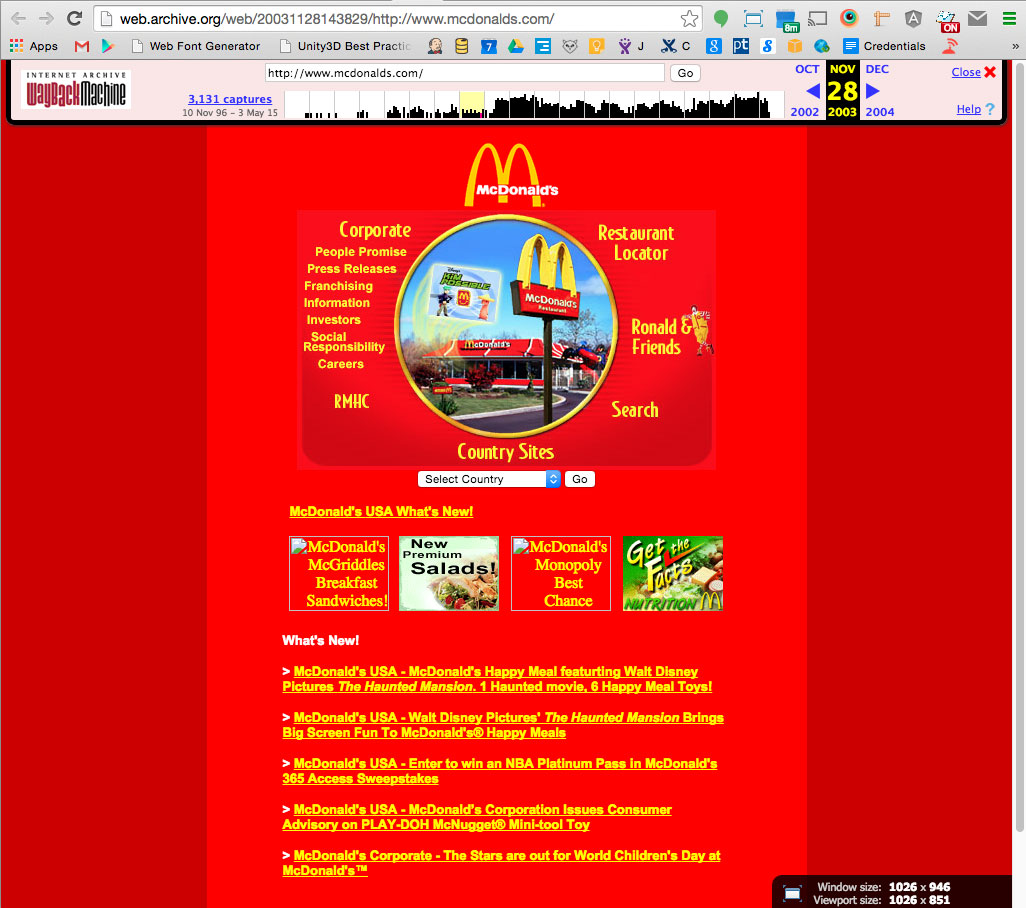 web.archive.org/web/20031128143829/http://www.mcdonalds.com/
8m
ON
Apps
Web Font Generator
Unity3D Best Practic
7
J
C
8
pt
Credentials
»
INTERNET ARCHIVE
WayBackMachine
http://www.mcdonalds.com/
Go
3,131 captures
10 Nov 96 – 3 May 15
OCT NOV DEC
28
2002 2003 2004
Close
Help ?
McDonald's
Corporate
People Promise
Press Releases
Franchising
Information
Investors
Social
Responsibility
Careers
RMHC
Disney's
KIM
POSSIBLE
McDonald's
Restaurant
McDonald's
Restaurant
Locator
Ronald &
Friends
Search
Country Sites
Select Country
Go
McDonald's USA What's New!
McDonald's
McGriddles
Breakfast
Sandwiches!
New
Premium
Salads!
McDonald's
Monopoly
Best
Chance
Get the
Facts
NUTRITION
What's New!
> McDonald's USA - McDonald's Happy Meal featurting Walt Disney
Pictures The Haunted Mansion. 1 Haunted movie, 6 Happy Meal Toys!
> McDonald's USA - Walt Disney Pictures' The Haunted Mansion Brings
Big Screen Fun To McDonald's® Happy Meals
> McDonald's USA - Enter to win an NBA Platinum Pass in McDonald's
365 Access Sweepstakes
> McDonald's USA - McDonald's Corporation Issues Consumer
Advisory on PLAY-DOH McNugget® Mini-tool Toy
> McDonald's Corporate - The Stars are out for World Children's Day at
McDonald's™
Window size: 1026 x 946
Viewport size: 1026 x 851